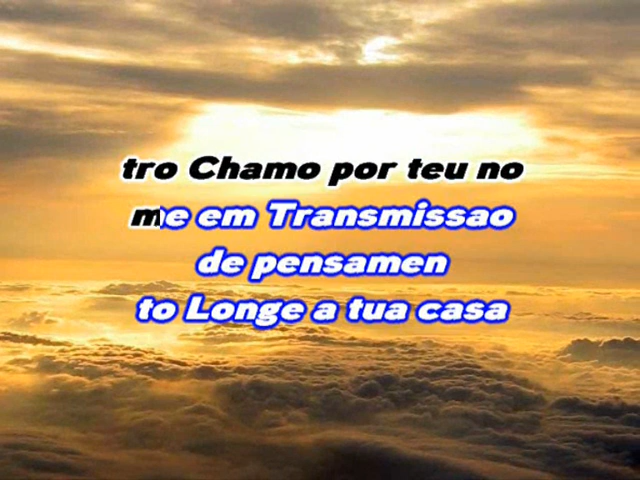 tro Chamo por teu no
me em Transmissao
de pensamen
to Longe a tua casa